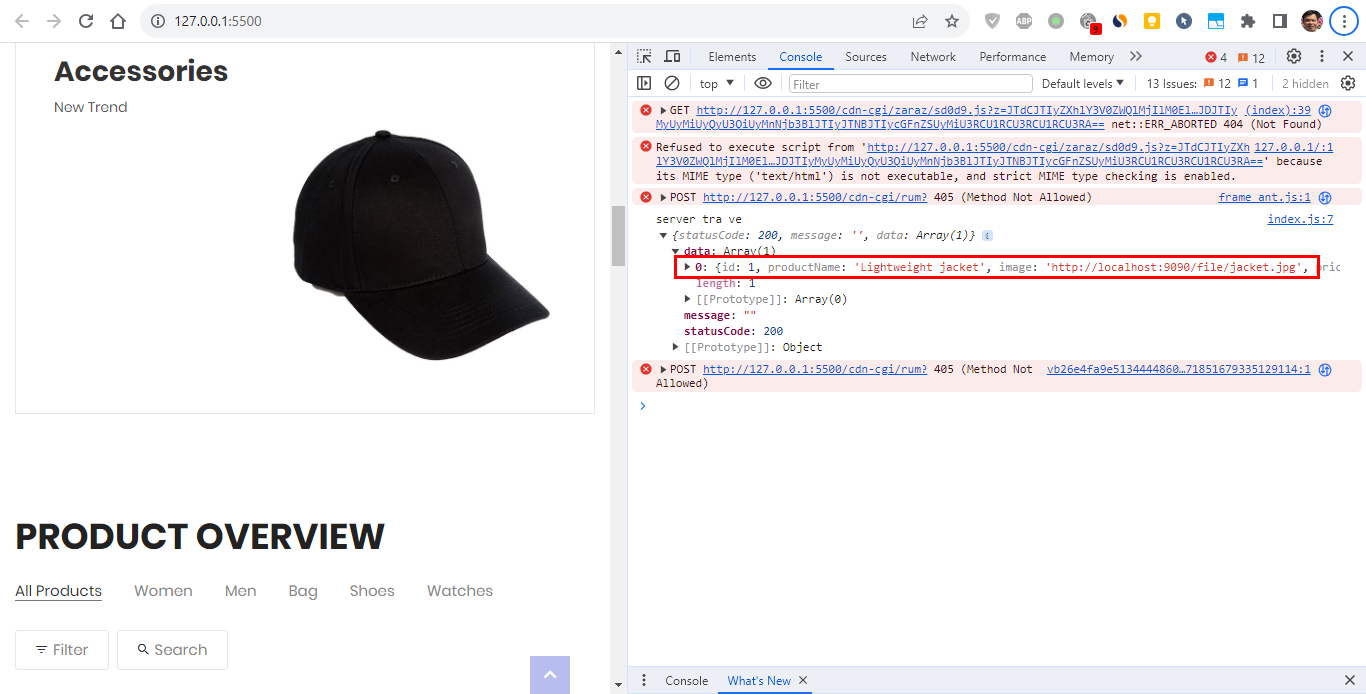 127.0.0.1:5500
ABP
9
Accessories
New Trend
PRODUCT OVERVIEW
All Products Women Men Bag Shoes Watches
Filter Search
Elements Console Sources Network Performance Memory 4 12
top Filter Default levels 13 Issues: 12 1 2 hidden
GET http://127.0.0.1:5500/cdn-cgi/zaraz/sd0d9.js?z=JTdCJTIyZXhlY3V0ZWQlMjIlM0El…JDJTIy (index):39
MyUyMiUyQyU3QiUyMnNjb3BlJTIyJTNBJTIycGFnZSUyMiU3RCU1RCU3RCU1RCU3RA== net::ERR_ABORTED 404 (Not Found)
Refused to execute script from 'http://127.0.0.1:5500/cdn-cgi/zaraz/sd0d9.js?z=JTdCJTIyZXh 127.0.0.1/:1
lY3V0ZWQlMjIlM0El…JDJTIyMyUyMiUyQyU3QiUyMnNjb3BlJTIyJTNBJTIycGFnZSUyMiU3RCU1RCU3RCU1RCU3RA==' because
its MIME type ('text/html') is not executable, and strict MIME type checking is enabled.
POST http://127.0.0.1:5500/cdn-cgi/rum? 405 (Method Not Allowed) frame_ant.js:1
server tra ve index.js:7
{statusCode: 200, message: '', data: Array(1)}
data: Array(1)
0: {id: 1, productName: 'Lightweight jacket', image: 'http://localhost:9090/file/jacket.jpg', pric
length: 1
[[Prototype]]: Array(0)
message: ""
statusCode: 200
[[Prototype]]: Object
POST http://127.0.0.1:5500/cdn-cgi/rum? 405 (Method Not vb26e4fa9e5134444860…71851679335129114:1
Allowed)
Console What's New